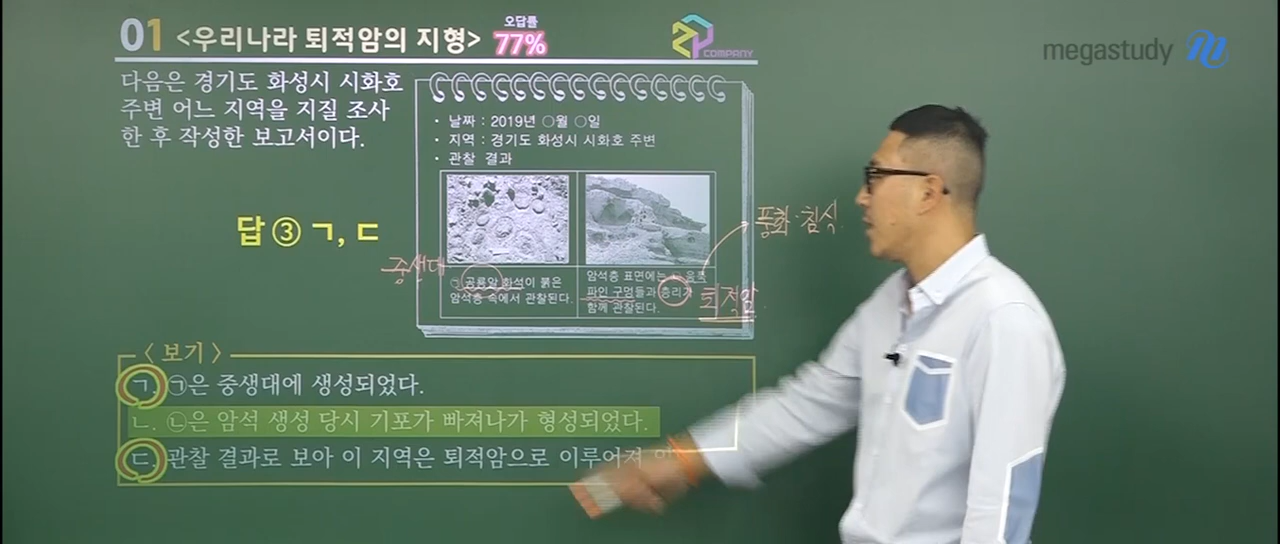 01 <우리나라 퇴적암의 지형>
오답률
77%
COMPANY
megastudy
다음은 경기도 화성시 시화호
주변 어느 지역을 지질 조사
한 후 작성한 보고서이다.
• 날짜 : 2019년 ○월 ○일
• 지역 : 경기도 화성시 시화호 주변
• 관찰 결과
답 ③ ㄱ, ㄷ
중생대
풍화·침식
㉠ 공룡알 화석이 붉은
암석층 속에서 관찰된다.
암석층 표면에는 ㉡ 움푹
파인 구멍들과 층리가
함께 관찰된다.
퇴적암
< 보기 >
ㄱ. ㉠은 중생대에 생성되었다.
ㄴ. ㉡은 암석 생성 당시 기포가 빠져나가 형성되었다.
ㄷ. 관찰 결과로 보아 이 지역은 퇴적암으로 이루어져